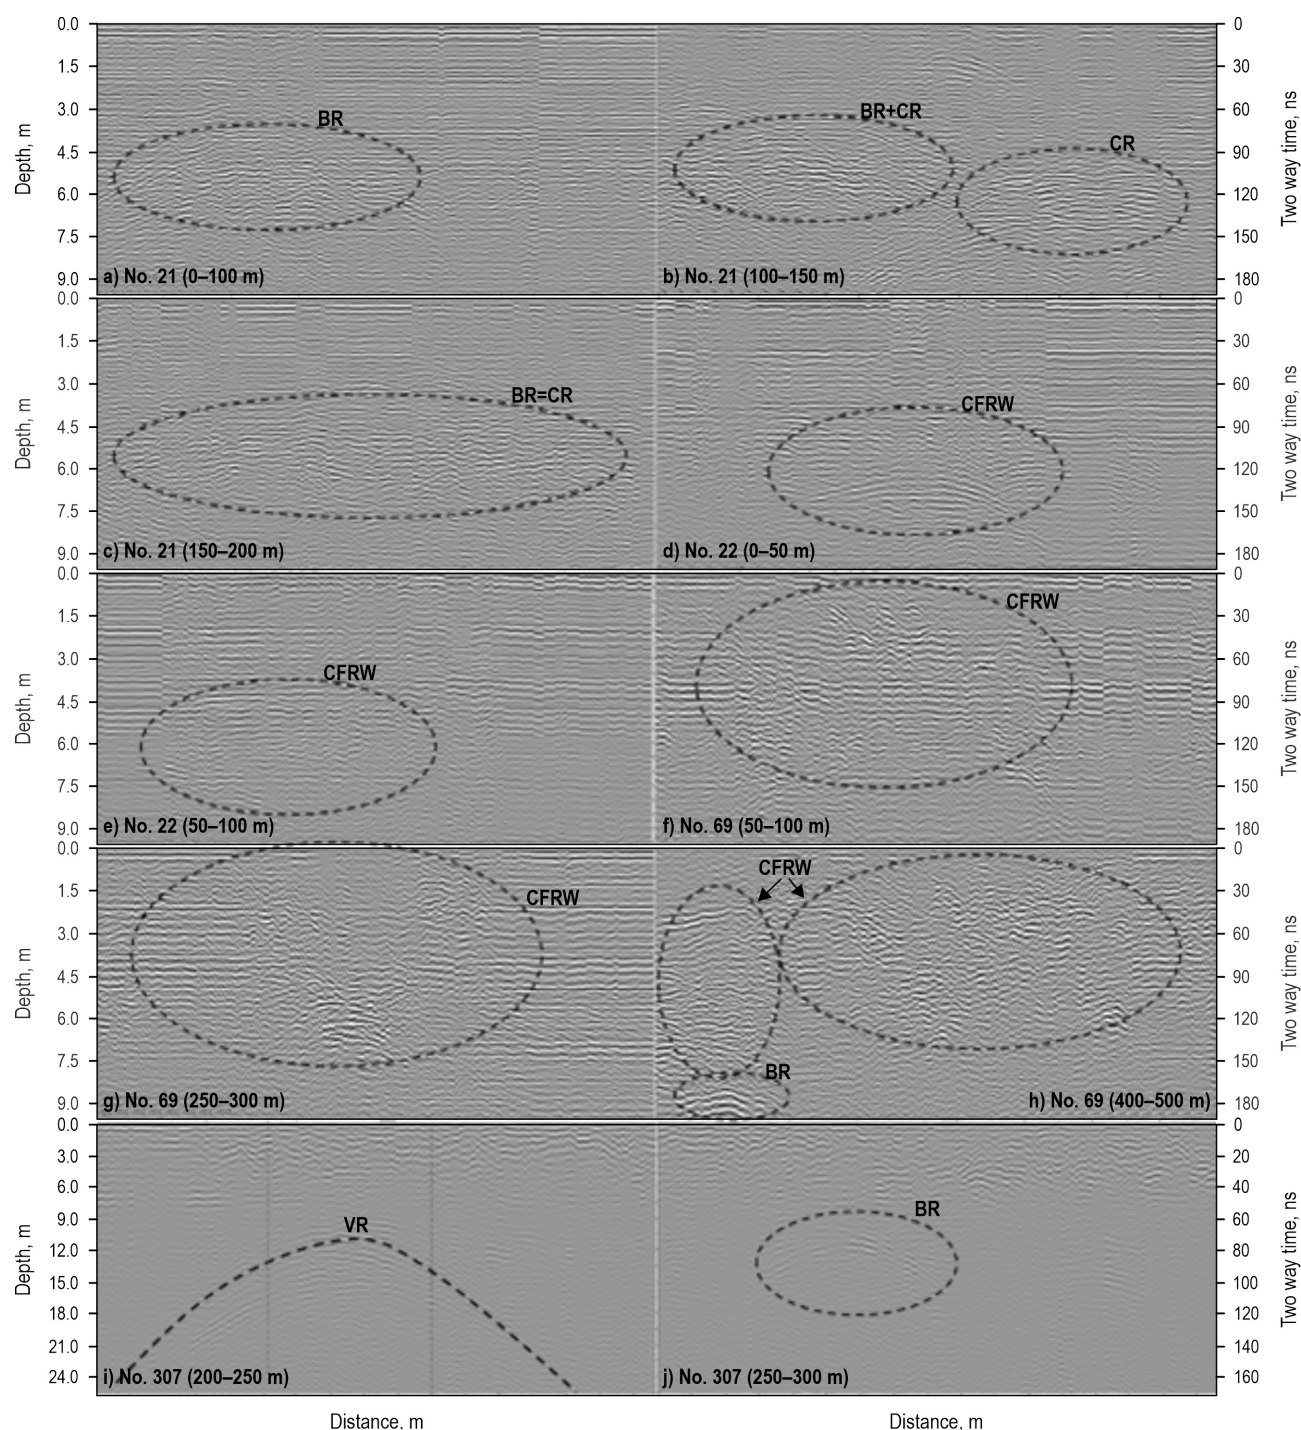 0.0
1.5
3.0
4.5
6.0
7.5
9.0
Depth, m
BR
a) No. 21 (0–100 m)
BR+CR
CR
b) No. 21 (100–150 m)
0
30
60
90
120
150
180
Two way time, ns
0.0
1.5
3.0
4.5
6.0
7.5
9.0
Depth, m
BR=CR
c) No. 21 (150–200 m)
CFRW
d) No. 22 (0–50 m)
0
30
60
90
120
150
180
Two way time, ns
0.0
1.5
3.0
4.5
6.0
7.5
9.0
Depth, m
CFRW
e) No. 22 (50–100 m)
CFRW
f) No. 69 (50–100 m)
0
30
60
90
120
150
180
Two way time, ns
0.0
1.5
3.0
4.5
6.0
7.5
9.0
Depth, m
CFRW
g) No. 69 (250–300 m)
CFRW
BR
h) No. 69 (400–500 m)
0
30
60
90
120
150
180
Two way time, ns
0.0
3.0
6.0
9.0
12.0
15.0
18.0
21.0
24.0
Depth, m
VR
i) No. 307 (200–250 m)
BR
j) No. 307 (250–300 m)
0
20
40
60
80
100
120
140
160
Two way time, ns
Distance, m
Distance, m